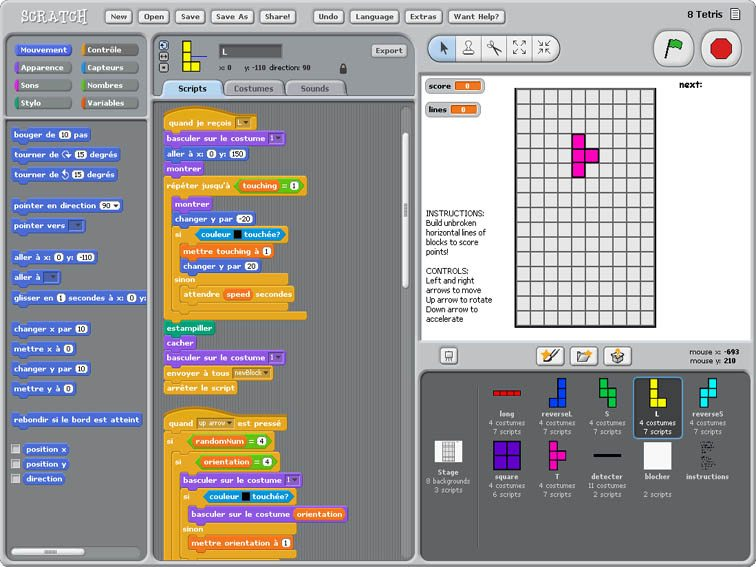 SCRATCH
New Open Save Save As Share! Undo Language Extras Want Help?
8 Tetris
Mouvement Contrôle
Apparence Capteurs
Sons Nombres
Stylo Variables
bouger de 10 pas
tourner de 15 degrés
tourner de 15 degrés
pointer en direction 90
pointer vers
aller à x: 0 y: -110
aller à
glisser en 1 secondes à x: 0 y:
changer x par 10
mettre x à 0
changer y par 10
mettre y à 0
rebondir si le bord est atteint
position x
position y
direction
L
Export
x: 0 y: -110 direction: 90
Scripts Costumes Sounds
quand je reçois L
basculer sur le costume 1
aller à x: 0 y: 150
montrer
répéter jusqu'à touching = 1
montrer
changer y par -20
si couleur touchée?
mettre touching à 1
changer y par 20
sinon
attendre speed secondes
estampiller
cacher
basculer sur le costume 1
envoyer à tous newBlock
arrêter le script
quand up arrow est pressé
si randomNum = 4
si orientation = 4
basculer sur le costume 1
si couleur touchée?
basculer sur le costume orientation
sinon
mettre orientation à 1
score 0
lines 0
next:
INSTRUCTIONS:
Build unbroken
horizontal lines of
blocks to score
points!
CONTROLS:
Left and right
arrows to move
Up arrow to rotate
Down arrow to
accelerate
mouse x: -693
mouse y: 210
long reverseL S L reverseS
4 costumes 4 costumes 4 costumes 4 costumes 4 costumes
7 scripts 7 scripts 7 scripts 7 scripts 7 scripts
Stage
8 backgrounds
3 scripts
square T detecter blocker instructions
4 costumes 4 costumes 11 costumes
6 scripts 7 scripts 2 scripts 2 scripts